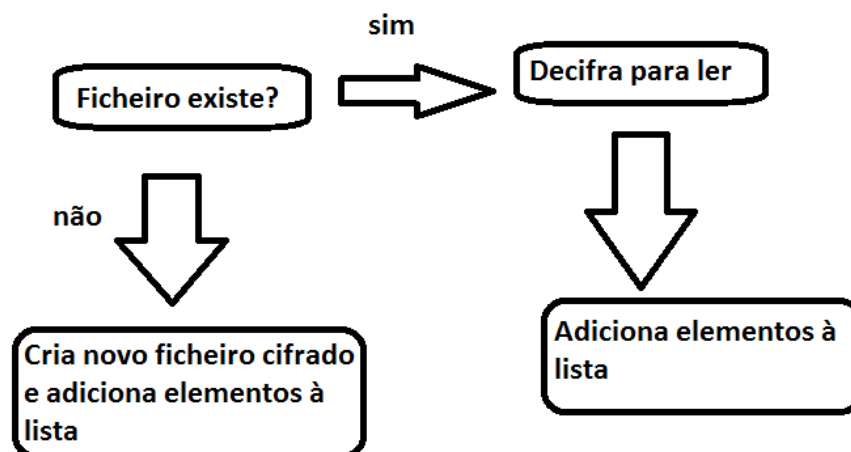 sim
Ficheiro existe?
Decifra para ler
não
Cria novo ficheiro cifrado
e adiciona elementos à
lista
Adiciona elementos à
lista